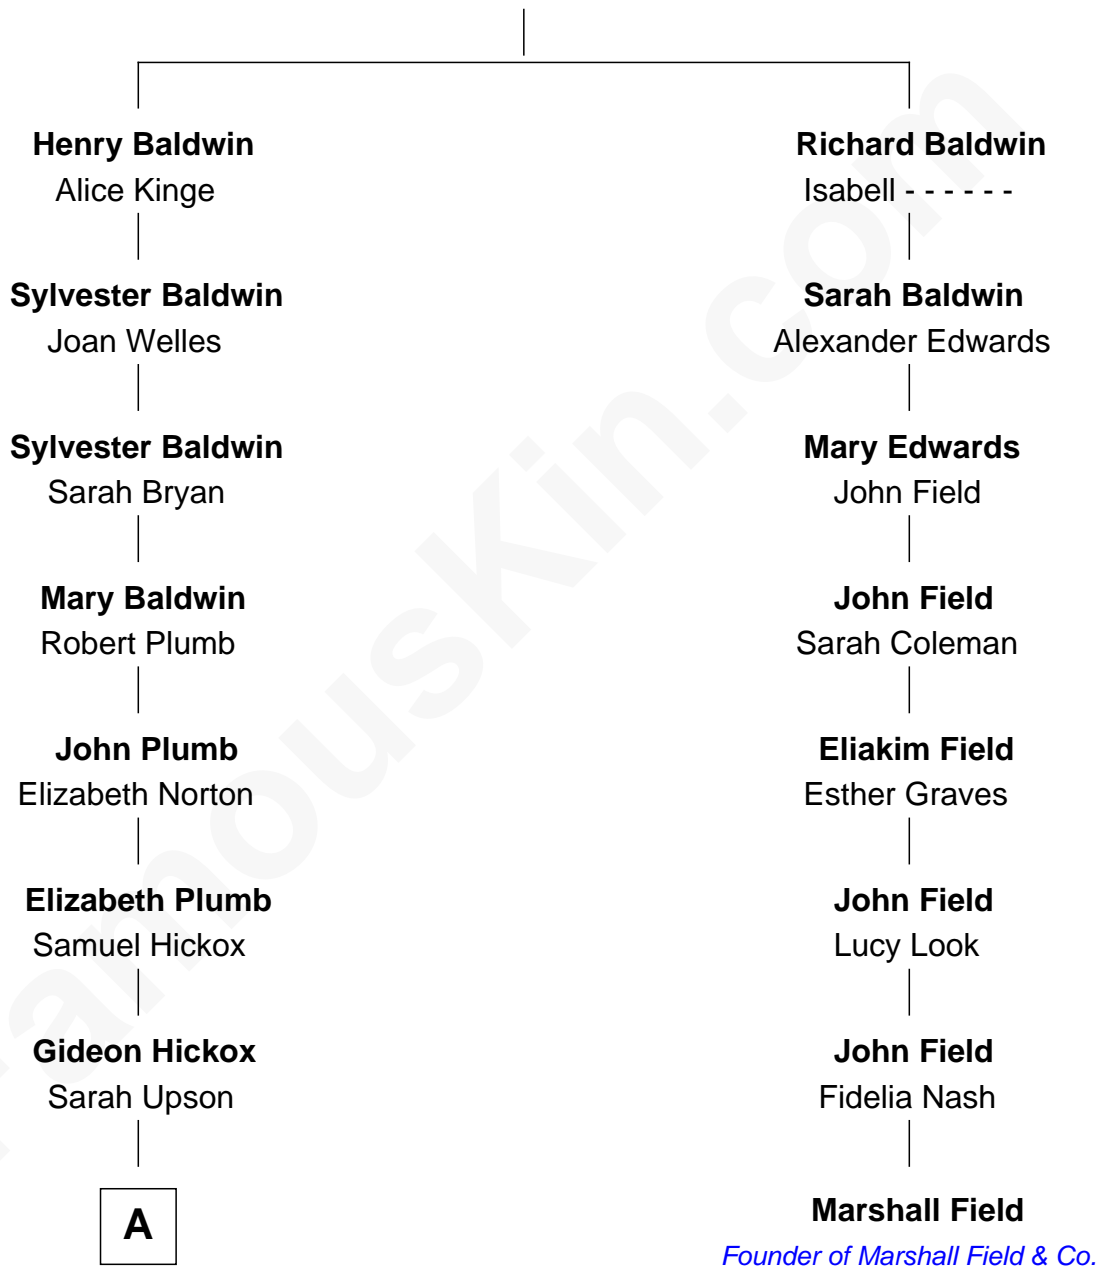 Henry Baldwin
Alice Kinge
Sylvester Baldwin
Joan Welles
Sylvester Baldwin
Sarah Bryan
Mary Baldwin
Robert Plumb
John Plumb
Elizabeth Norton
Elizabeth Plumb
Samuel Hickox
Gideon Hickox
Sarah Upson
A
Richard Baldwin
Isabell - - - - - -
Sarah Baldwin
Alexander Edwards
Mary Edwards
John Field
John Field
Sarah Coleman
Eliakim Field
Esther Graves
John Field
Lucy Look
John Field
Fidelia Nash
Marshall Field
Founder of Marshall Field & Co.
FamousKin.com